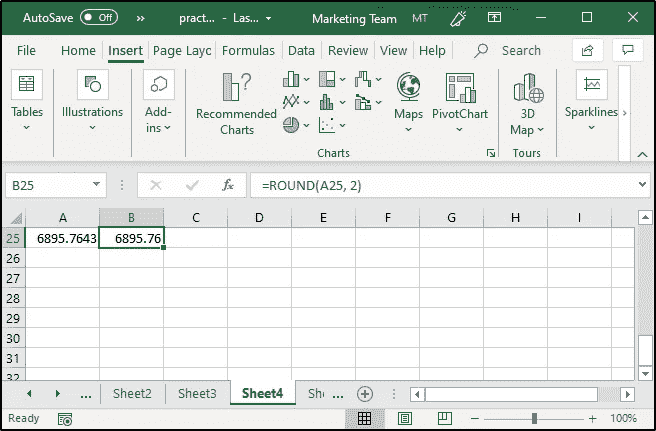 AutoSave Off » pract... - Las... Marketing Team MT
File Home Insert Page Layo Formulas Data Review View Help Search
Tables Illustrations Add-ins Recommended Charts Maps PivotChart 3D Map Sparklines
Charts Tours
B25 fx =ROUND(A25, 2)
A B C D E F G H I
25 6895.7643 6895.76
26
27
28
29
30
31
32
... Sheet2 Sheet3 Sheet4 She ...
Ready 100%